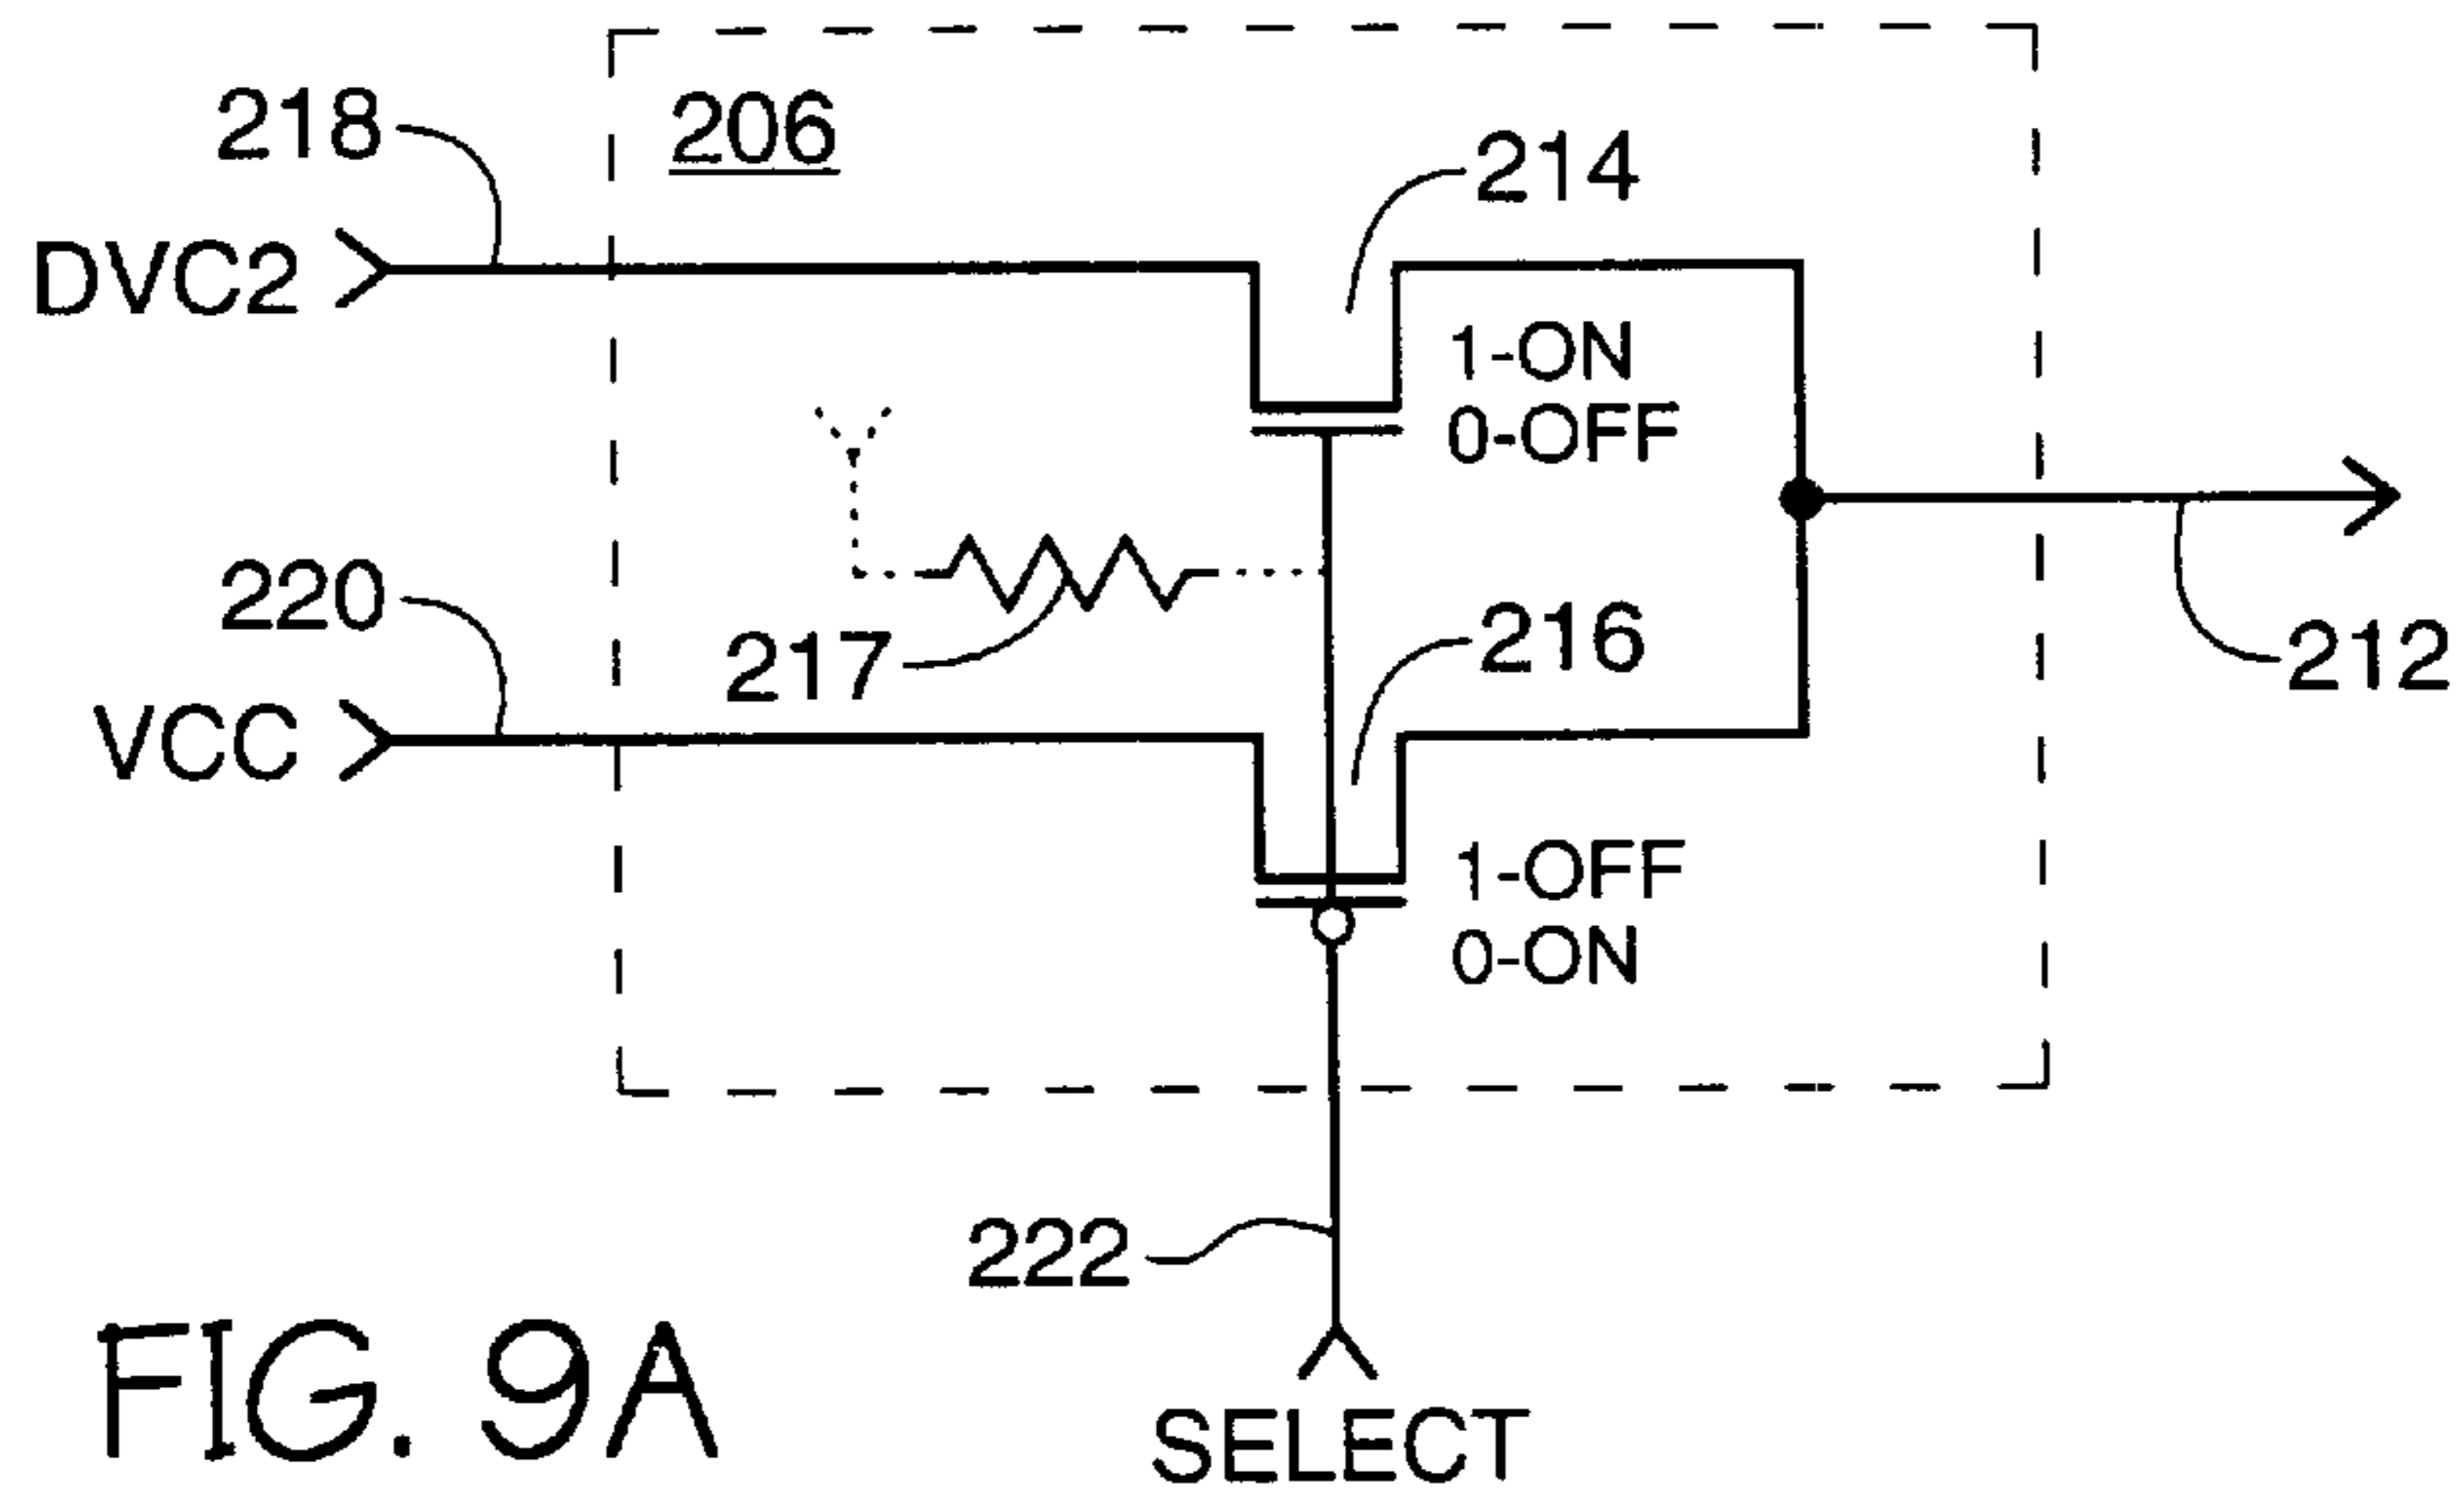 218
206
214
DVC2
1-ON
0-OFF
220
217
216
212
VCC
1-OFF
0-ON
222
FIG. 9A
SELECT